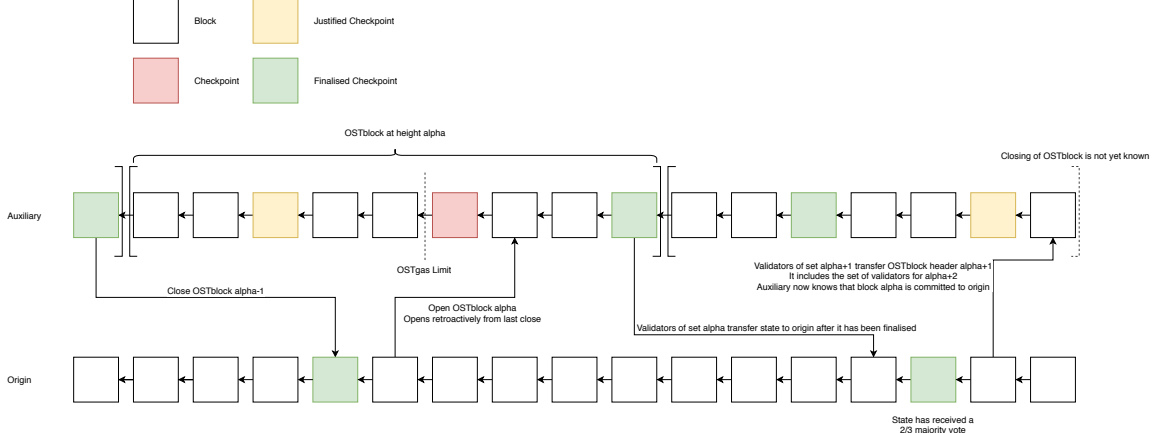 Block
Justified Checkpoint
Checkpoint
Finalised Checkpoint
OSTblock at height alpha
Closing of OSTblock is not yet known
Auxiliary
OSTgas Limit
Validators of set alpha+1 transfer OSTblock header alpha+1
It includes the set of validators for alpha+2
Auxiliary now knows that block alpha is committed to origin
Close OSTblock alpha-1
Open OSTblock alpha
Opens retroactively from last close
Validators of set alpha transfer state to origin after it has been finalised
Origin
State has received a
2/3 majority vote